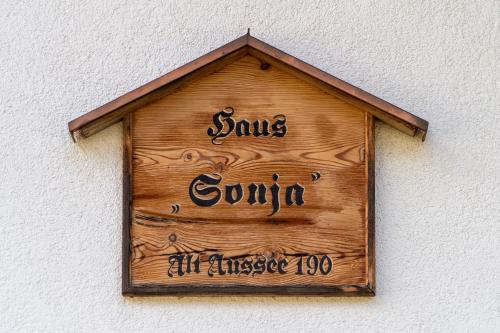 Haus
„Sonja”
Alt Aussee 190